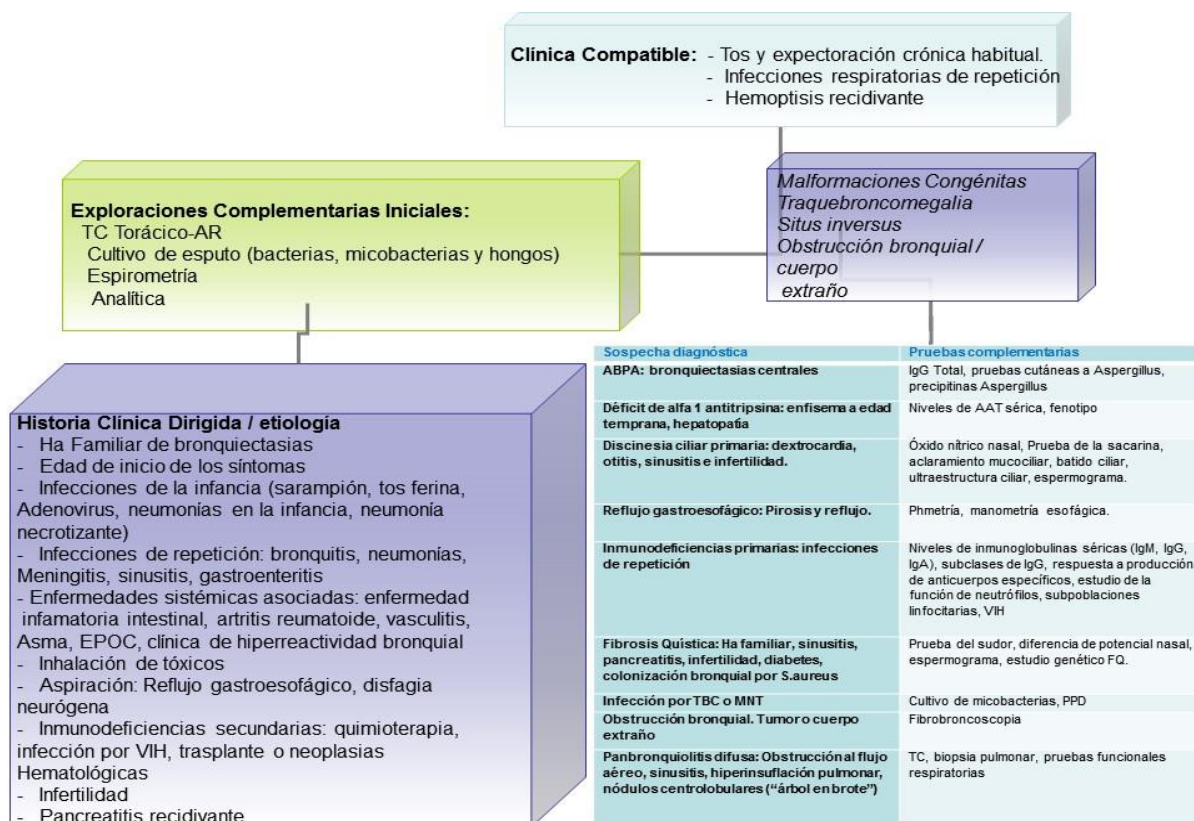 Clínica Compatible: - Tos y expectoración crónica habitual.
- Infecciones respiratorias de repetición
- Hemoptisis recidivante
Exploraciones Complementarias Iniciales:
TC Torácico-AR
Cultivo de esputo (bacterias, micobacterias y hongos)
Espirometría
Analítica
Malformaciones Congénitas
Traquebroncomegalia
Situs inversus
Obstrucción bronquial /
cuerpo
extraño
Historia Clínica Dirigida / etiología
- Ha Familiar de bronquiectasias
- Edad de inicio de los síntomas
- Infecciones de la infancia (sarampión, tos ferina,
Adenovirus, neumonías en la infancia, neumonía
necrotizante)
- Infecciones de repetición: bronquitis, neumonías,
Meningitis, sinusitis, gastroenteritis
- Enfermedades sistémicas asociadas: enfermedad
infamatoria intestinal, artritis reumatoide, vasculitis,
Asma, EPOC, clínica de hiperreactividad bronquial
- Inhalación de tóxicos
- Aspiración: Reflujo gastroesofágico, disfagia
neurógena
- Inmunodeficiencias secundarias: quimioterapia,
infección por VIH, trasplante o neoplasias
Hematológicas
- Infertilidad
- Pancreatitis recidivante
Sospecha diagnóstica
Pruebas complementarias
ABPA: bronquiectasias centrales
IgG Total, pruebas cutáneas a Aspergillus,
precipitinas Aspergillus
Déficit de alfa 1 antitripsina: enfisema a edad
temprana, hepatopatía
Niveles de AAT sérica, fenotipo
Discinesia ciliar primaria: dextrocardia,
otitis, sinusitis e infertilidad.
Óxido nítrico nasal, Prueba de la sacarina,
aclaramiento mucociliar, batido ciliar,
ultraestructura ciliar, espermograma.
Reflujo gastroesofágico: Pirosis y reflujo.
Phmetría, manometría esofágica.
Inmunodeficiencias primarias: infecciones
de repetición
Niveles de inmunoglobulinas séricas (IgM, IgG,
IgA), subclases de IgG, respuesta a producción
de anticuerpos específicos, estudio de la
función de neutrófilos, subpoblaciones
linfocitarias, VIH
Fibrosis Quística: Ha familiar, sinusitis,
pancreatitis, infertilidad, diabetes,
colonización bronquial por S.aureus
Prueba del sudor, diferencia de potencial nasal,
espermograma, estudio genético FQ.
Infección por TBC o MNT
Cultivo de micobacterias, PPD
Obstrucción bronquial. Tumor o cuerpo
extraño
Fibrobroncoscopia
Panbronquiolitis difusa: Obstrucción al flujo
aéreo, sinusitis, hiperinsuflación pulmonar,
nódulos centrolobulares (“árbol en brote”)
TC, biopsia pulmonar, pruebas funcionales
respiratorias